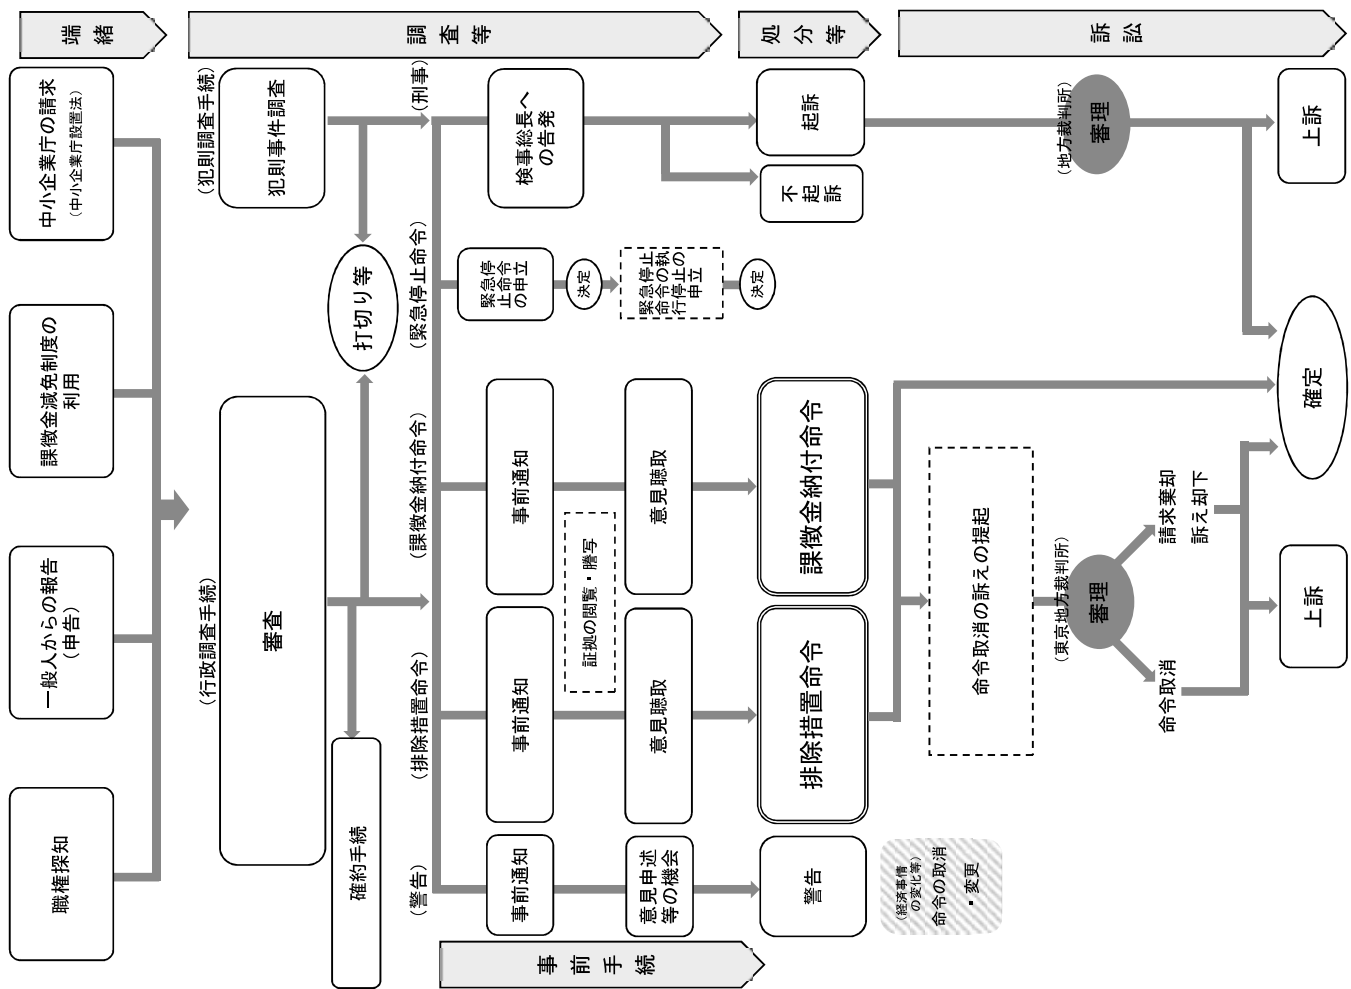 端緒
調査等
処分等
訴訟
中小企業庁の請求
（中小企業庁設置法）
課徴金減免制度の
利用
一般人からの報告
（申告）
職権探知
（犯則調査手続）
犯則事件調査
（行政調査手続）
審査
打切り等
確約手続
（刑事）
（緊急停止命令）
（課徴金納付命令）
（排除措置命令）
（警告）
検事総長へ
の告発
緊急停
止命令
の申立
決定
緊急停止
命令の執
行停止の
申立
決定
事前通知
意見聴取
事前通知
意見聴取
証拠の閲覧・謄写
事前通知
意見申述
等の機会
事前手続
起訴
不
起
訴
課徴金納付命令
排除措置命令
警告
（経済事情
の変化等）
命令の取消
・変更
（地方裁判所）
審理
命令取消の訴えの提起
（東京地方裁判所）
審理
請求棄却
訴え却下
命令取消
上訴
確定
上訴